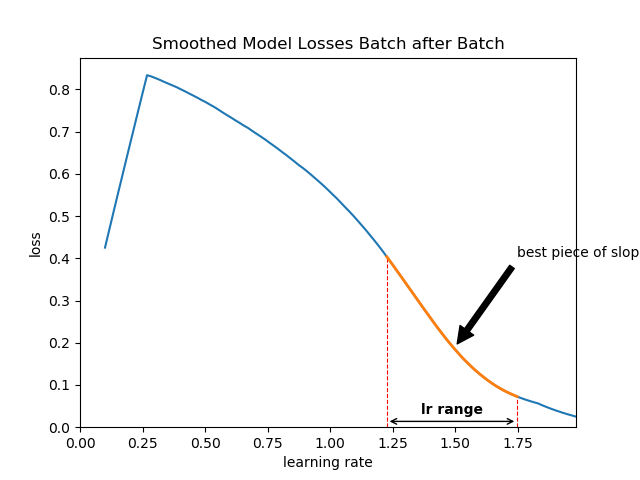 Smoothed Model Losses Batch after Batch
0.8
0.7
0.6
0.5
0.4
0.3
0.2
0.1
0.0
loss
best piece of slop
lr range
0.00 0.25 0.50 0.75 1.00 1.25 1.50 1.75
learning rate